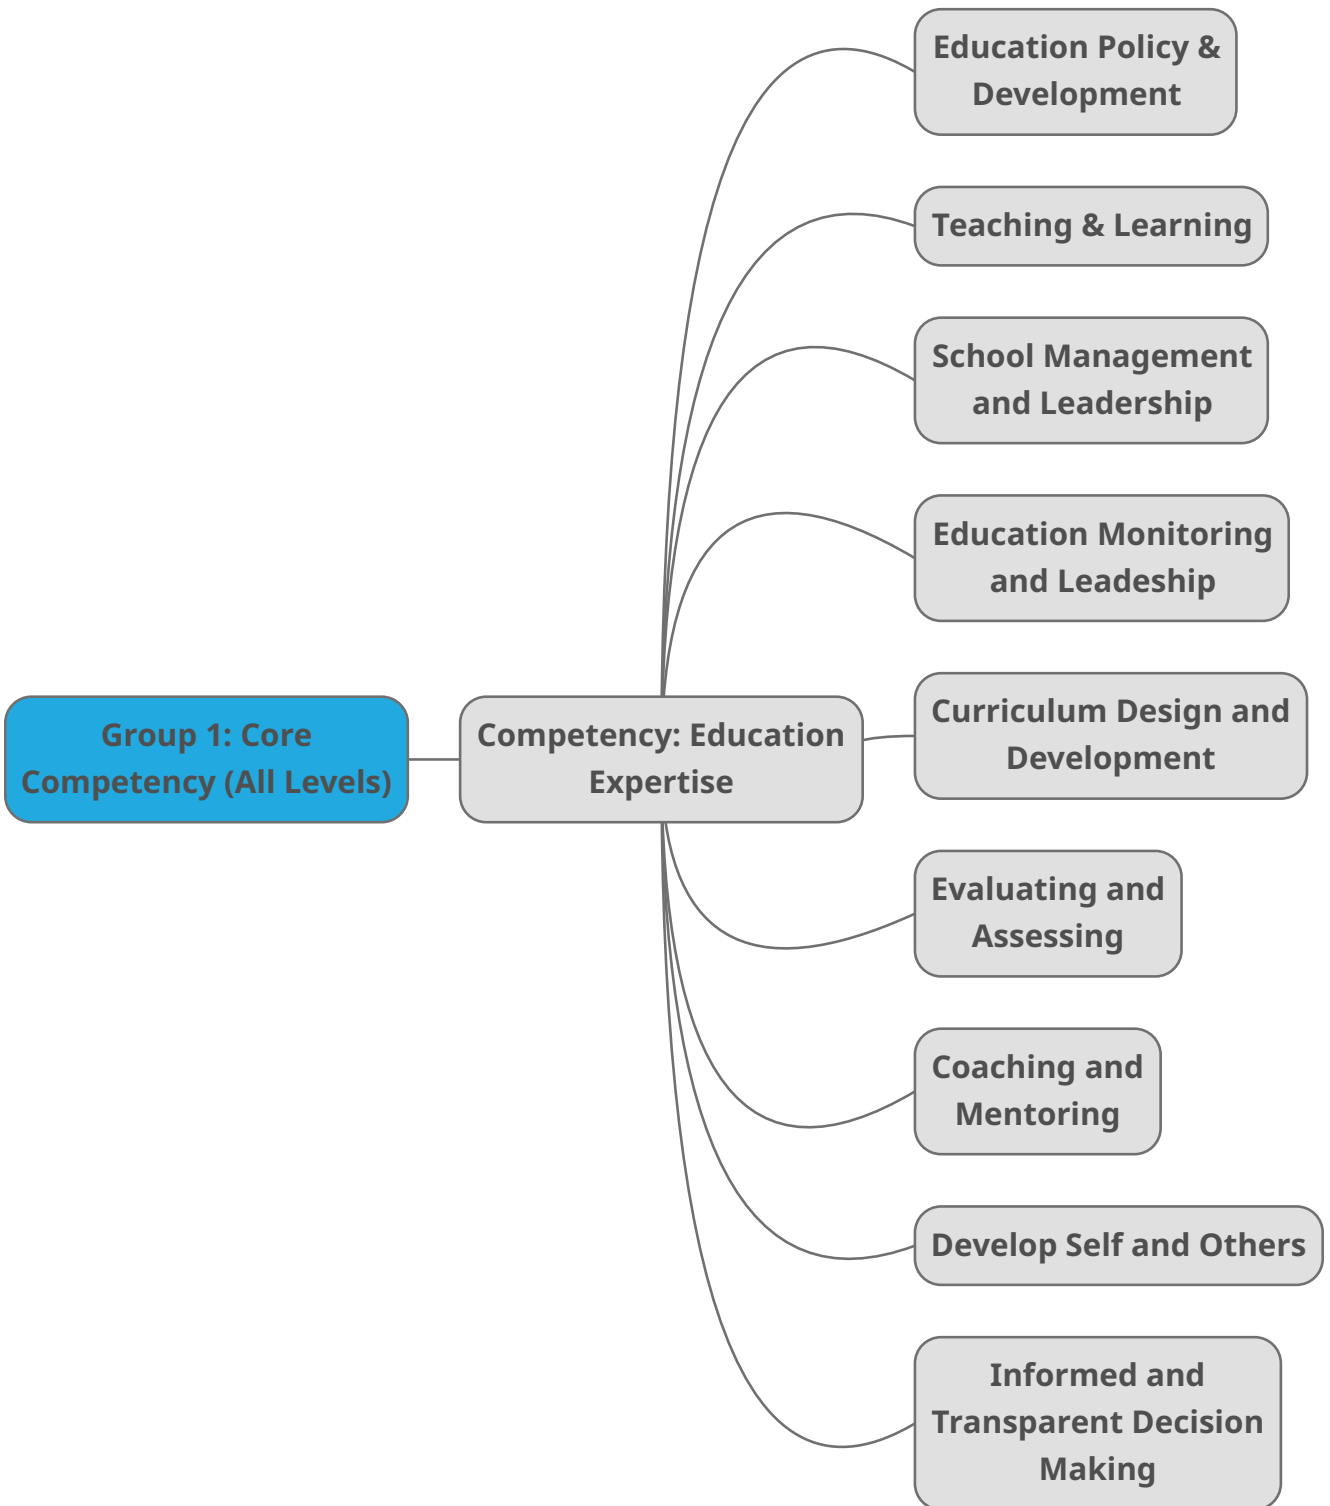 Education Policy &
Development
Teaching & Learning
School Management
and Leadership
Education Monitoring
and Leadeship
Group 1: Core
Competency (All Levels)
Competency: Education
Expertise
Curriculum Design and
Development
Evaluating and
Assessing
Coaching and
Mentoring
Develop Self and Others
Informed and
Transparent Decision
Making